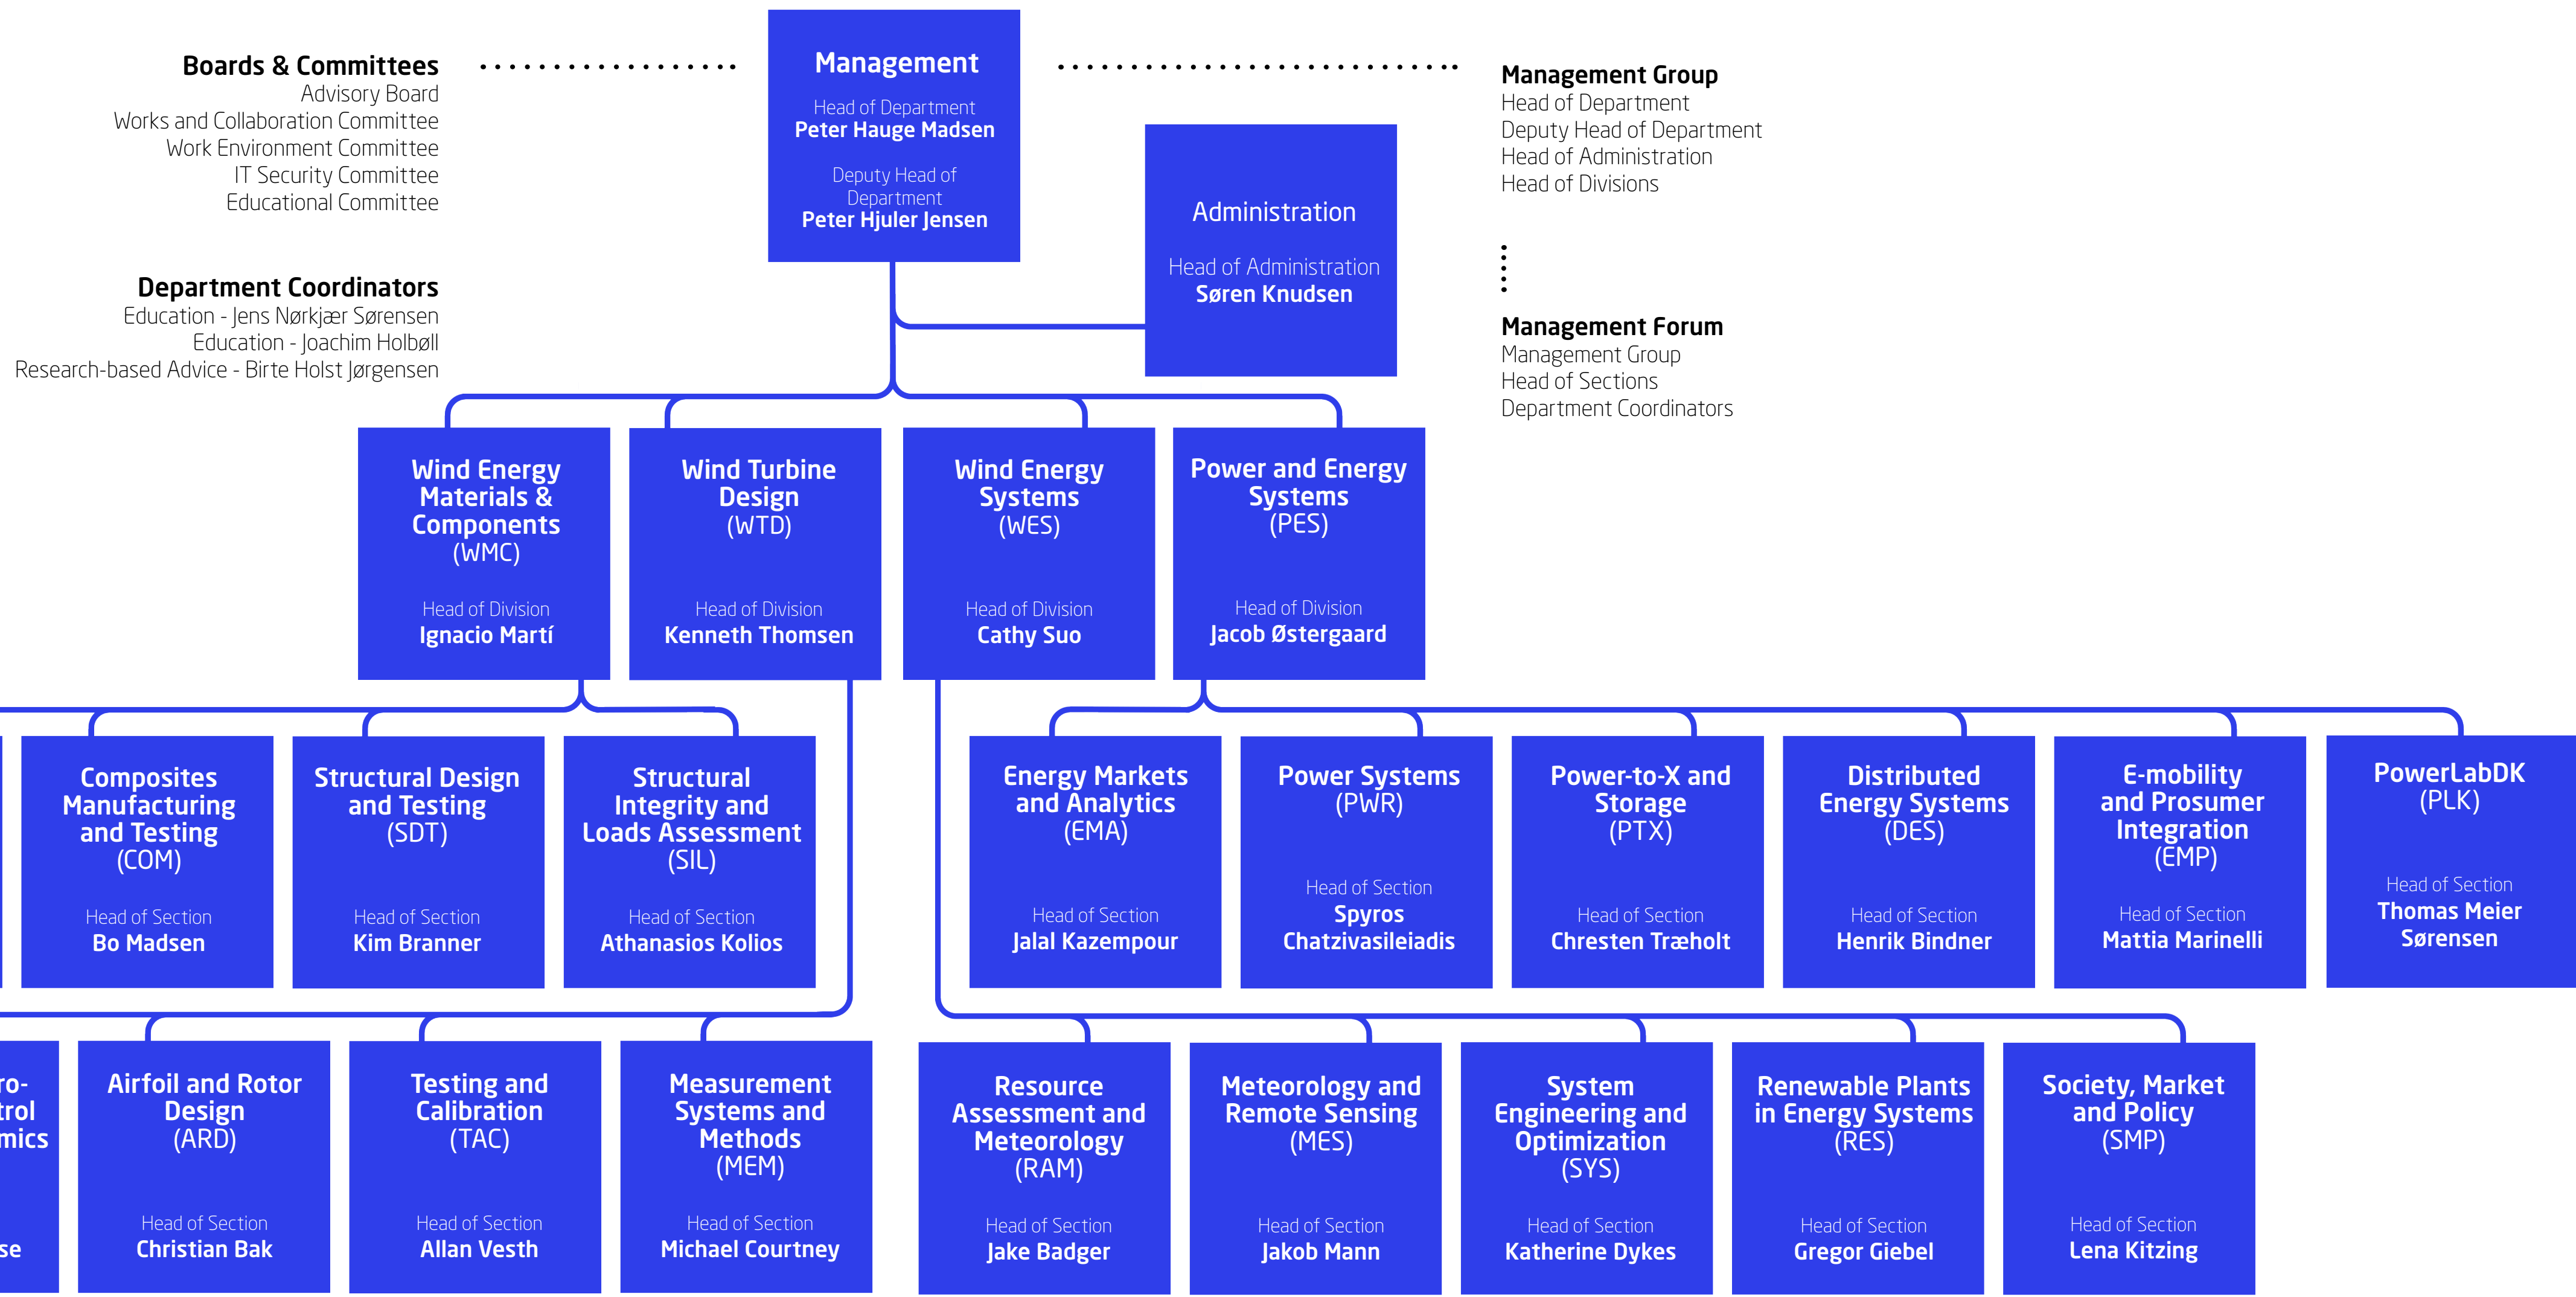 Boards & Committees
Advisory Board
Works and Collaboration Committee
Work Environment Committee
IT Security Committee
Educational Committee
Department Coordinators
Education - Jens Nørkjær Sørensen
Education - Joachim Holbøll
Research-based Advice - Birte Holst Jørgensen
Management
Head of Department
Peter Hauge Madsen
Deputy Head of
Department
Peter Hjuler Jensen
Administration
Head of Administration
Søren Knudsen
Management Group
Head of Department
Deputy Head of Department
Head of Administration
Head of Divisions
Management Forum
Management Group
Head of Sections
Department Coordinators
Wind Energy
Materials &
Components
(WMC)
Head of Division
Ignacio Martí
Wind Turbine
Design
(WTD)
Head of Division
Kenneth Thomsen
Wind Energy
Systems
(WES)
Head of Division
Cathy Suo
Power and Energy
Systems
(PES)
Head of Division
Jacob Østergaard
Composites
Manufacturing
and Testing
(COM)
Head of Section
Bo Madsen
Structural Design
and Testing
(SDT)
Head of Section
Kim Branner
Structural
Integrity and
Loads Assessment
(SIL)
Head of Section
Athanasios Kolios
Energy Markets
and Analytics
(EMA)
Head of Section
Jalal Kazempour
Power Systems
(PWR)
Head of Section
Spyros
Chatzivasileiadis
Power-to-X and
Storage
(PTX)
Head of Section
Chresten Træholt
Distributed
Energy Systems
(DES)
Head of Section
Henrik Bindner
E-mobility
and Prosumer
Integration
(EMP)
Head of Section
Mattia Marinelli
PowerLabDK
(PLK)
Head of Section
Thomas Meier
Sørensen
ro-
trol
mics
se
Airfoil and Rotor
Design
(ARD)
Head of Section
Christian Bak
Testing and
Calibration
(TAC)
Head of Section
Allan Vesth
Measurement
Systems and
Methods
(MEM)
Head of Section
Michael Courtney
Resource
Assessment and
Meteorology
(RAM)
Head of Section
Jake Badger
Meteorology and
Remote Sensing
(MES)
Head of Section
Jakob Mann
System
Engineering and
Optimization
(SYS)
Head of Section
Katherine Dykes
Renewable Plants
in Energy Systems
(RES)
Head of Section
Gregor Giebel
Society, Market
and Policy
(SMP)
Head of Section
Lena Kitzing